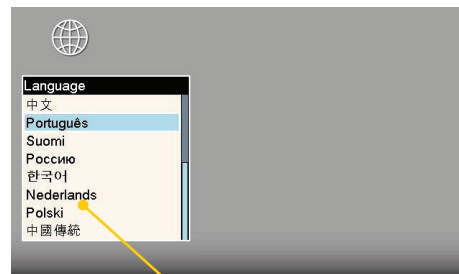 Language
中文
Português
Suomi
Россию
한국어
Nederlands
Polski
中國傳統